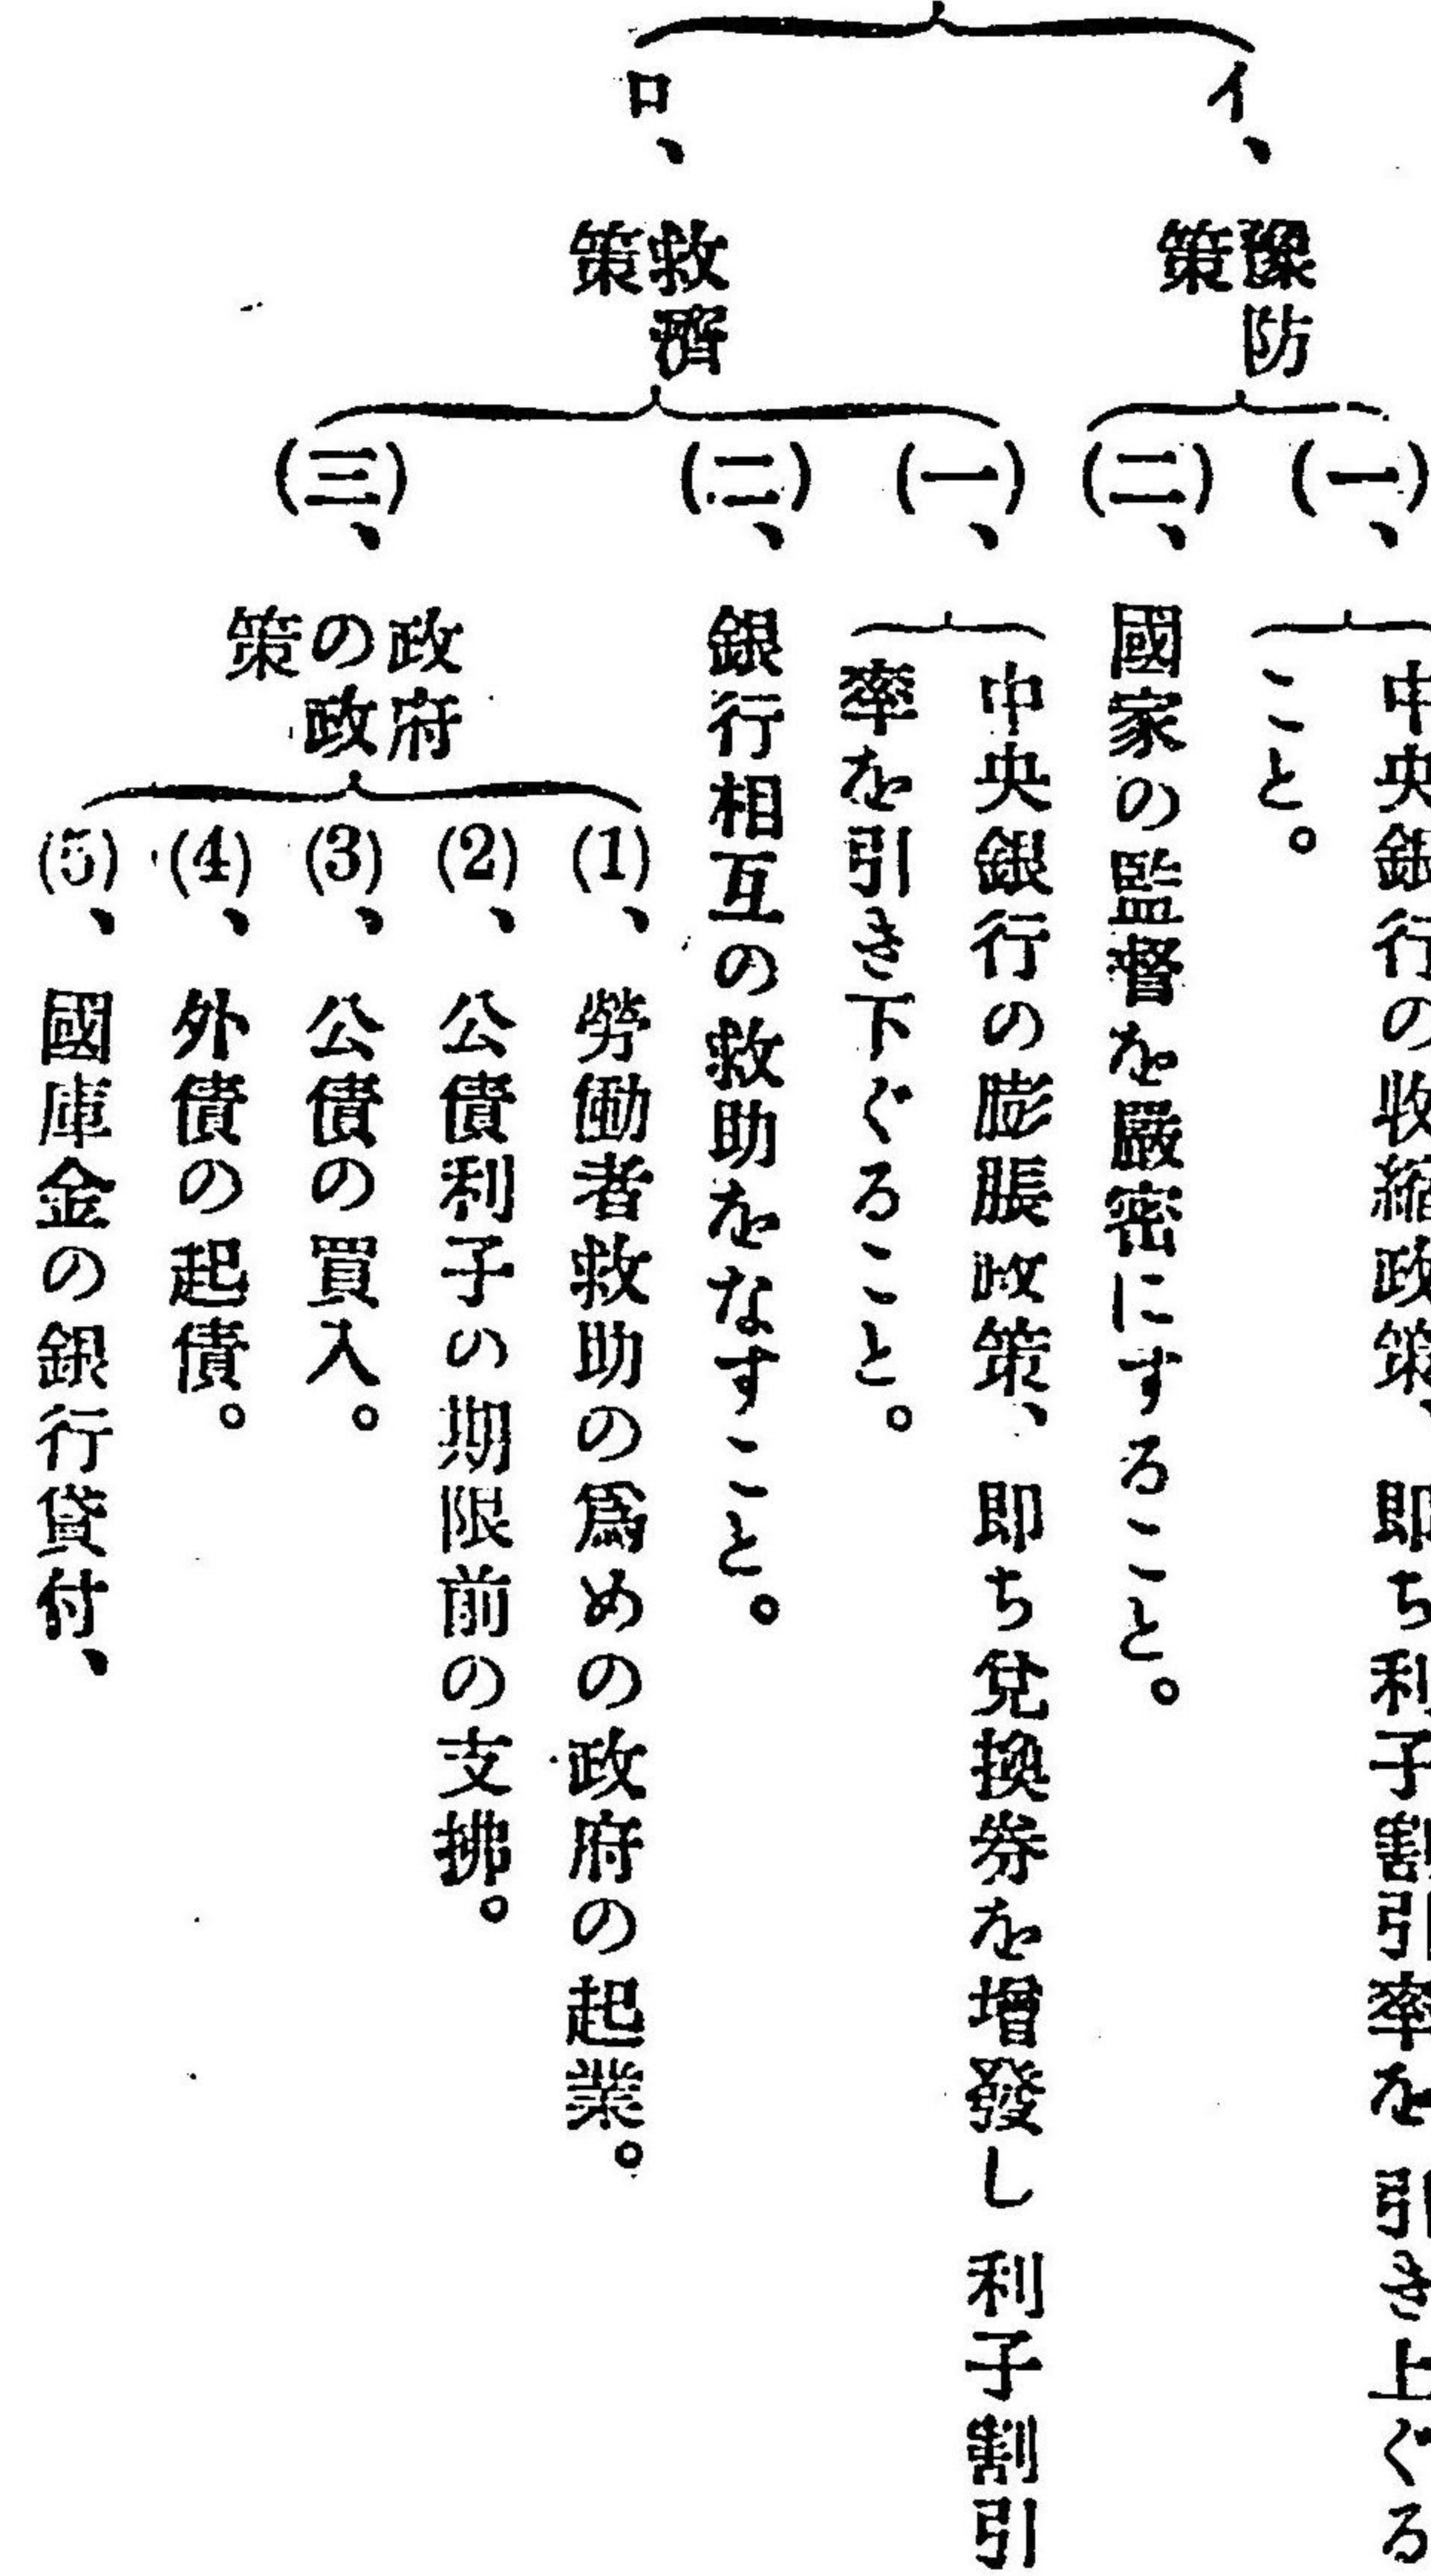 イ、
豫防
策
(一)、
中央銀行の收縮政策、即ち利子割引率を引き上ぐる
こと。
(二)、
國家の監督を嚴密にすること。
ロ、
救濟
策
(一)、
中央銀行の膨脹政策、即ち兌換券を增發し利子割引
率を引き下ぐること。
(二)、
銀行相互の救助をなすこと。
(三)、
政府
の政
策
(1)、勞働者救助の爲めの政府の起業。
(2)、公債利子の期限前の支拂。
(3)、公債の買入。
(4)、外債の起債。
(5)、國庫金の銀行貸付、